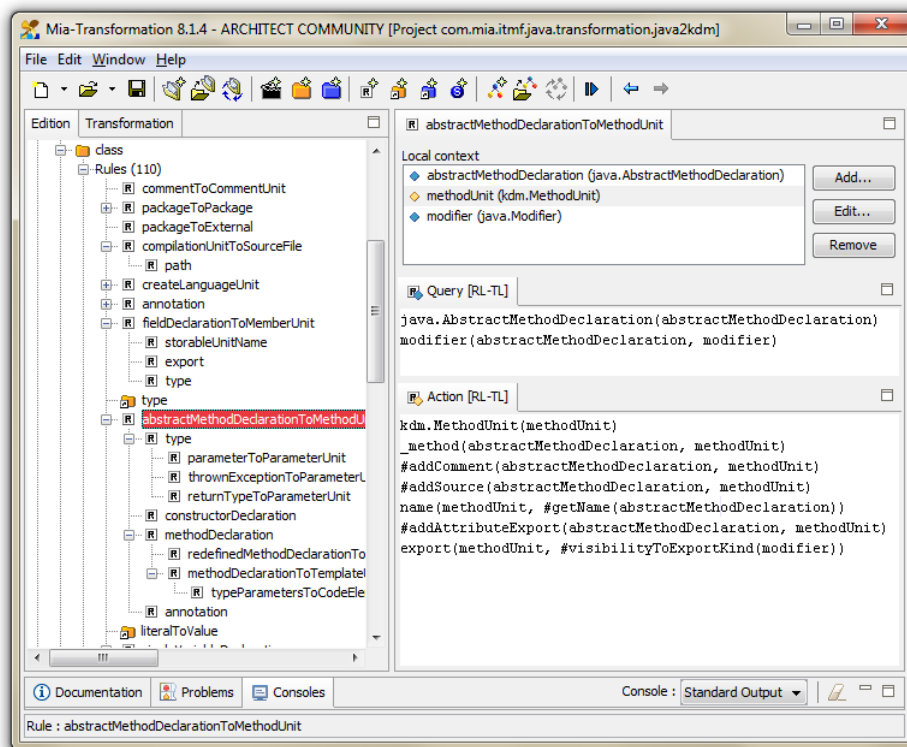 Mia-Transformation 8.1.4 - ARCHITECT COMMUNITY [Project com.mia.itmf.java.transformation.java2kdm]
File Edit Window Help
Edition Transformation
class
Rules (110)
commentToCommentUnit
packageToPackage
packageToExternal
compilationUnitToSourceFile
path
createLanguageUnit
annotation
fieldDeclarationToMemberUnit
storableUnitName
export
type
type
abstractMethodDeclarationToMethodU
type
parameterToParameterUnit
thrownExceptionToParameterU
returnTypeToParameterUnit
constructorDeclaration
methodDeclaration
redefinedMethodDeclarationTo
methodDeclarationToTemplateU
typeParametersToCodeEle
annotation
literalToValue
abstractMethodDeclarationToMethodUnit
Local context
abstractMethodDeclaration (java.AbstractMethodDeclaration)
methodUnit (kdm.MethodUnit)
modifier (java.Modifier)
Add...
Edit...
Remove
Query [RL-TL]
java.AbstractMethodDeclaration(abstractMethodDeclaration)
modifier(abstractMethodDeclaration, modifier)
Action [RL-TL]
kdm.MethodUnit(methodUnit)
_method(abstractMethodDeclaration, methodUnit)
#addComment(abstractMethodDeclaration, methodUnit)
#addSource(abstractMethodDeclaration, methodUnit)
name(methodUnit, #getName(abstractMethodDeclaration))
#addAttributeExport(abstractMethodDeclaration, methodUnit)
export(methodUnit, #visibilityToExportKind(modifier))
Documentation Problems Consoles Console : Standard Output
Rule : abstractMethodDeclarationToMethodUnit